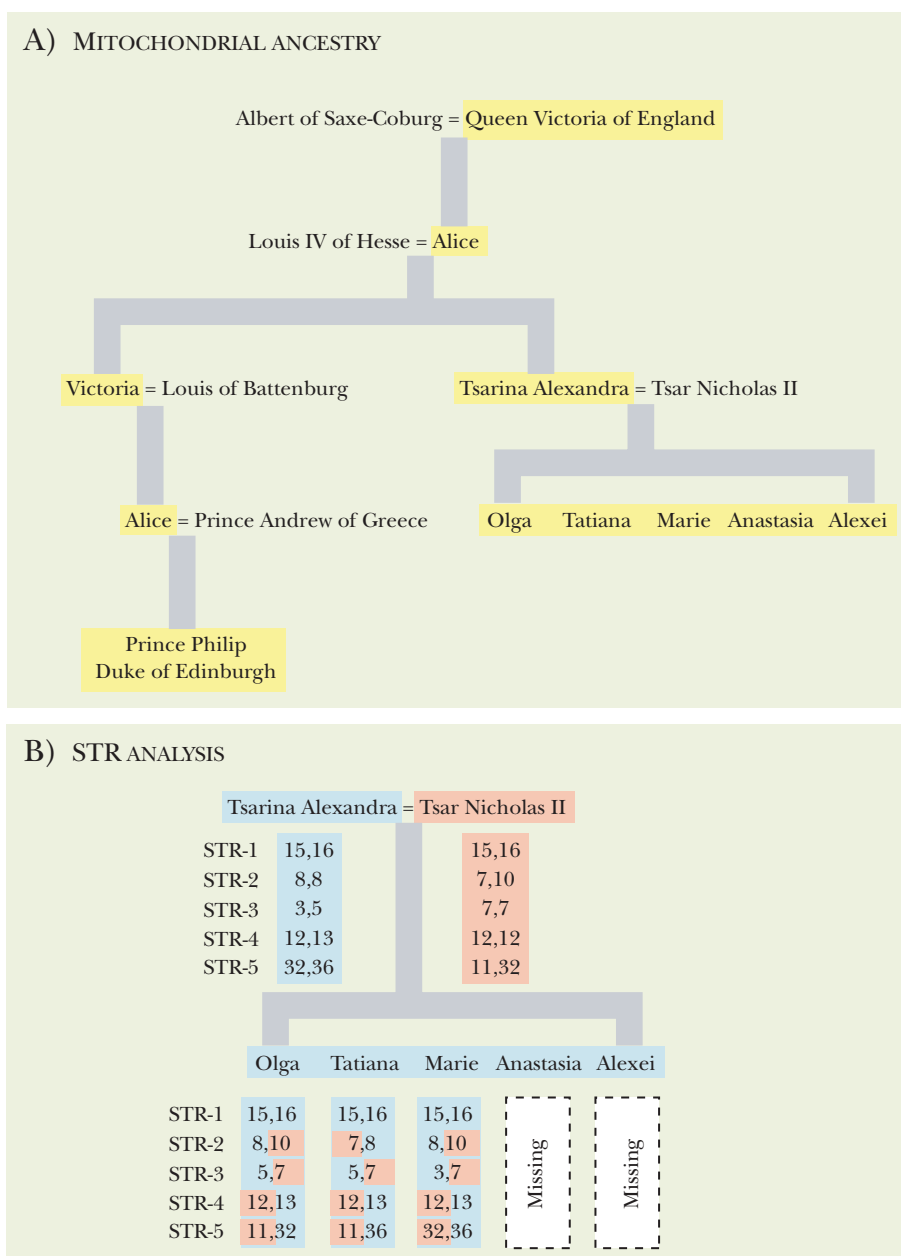 A) MITOCHONDRIAL ANCESTRY
Albert of Saxe-Coburg = Queen Victoria of England
Louis IV of Hesse = Alice
Victoria = Louis of Battenburg
Tsarina Alexandra = Tsar Nicholas II
Alice = Prince Andrew of Greece
Olga Tatiana Marie Anastasia Alexei
Prince Philip
Duke of Edinburgh
B) STR ANALYSIS
Tsarina Alexandra = Tsar Nicholas II
STR-1 15,16 15,16
STR-2 8,8 7,10
STR-3 3,5 7,7
STR-4 12,13 12,12
STR-5 32,36 11,32
Olga Tatiana Marie Anastasia Alexei
STR-1 15,16 15,16 15,16
STR-2 8,10 7,8 8,10
STR-3 5,7 5,7 3,7
STR-4 12,13 12,13 12,13
STR-5 11,32 11,36 32,36
Missing
Missing